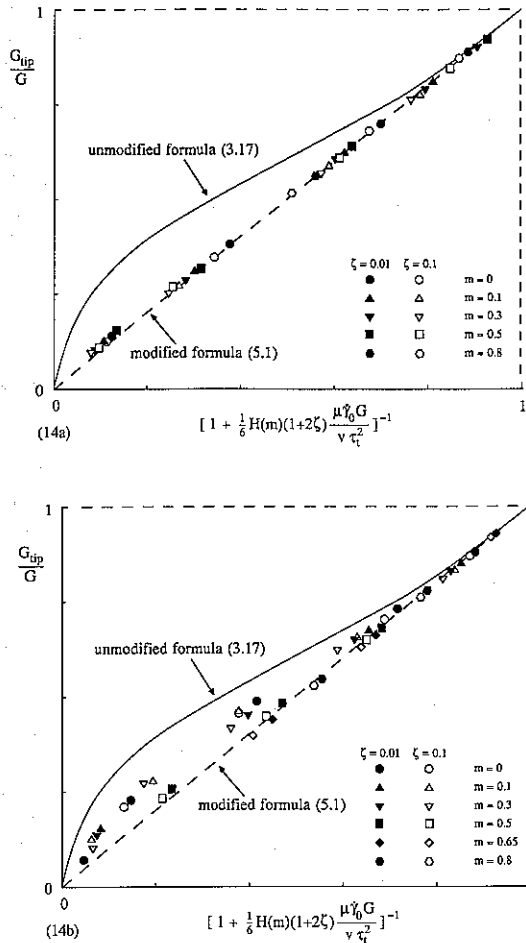 1
G_tip
G
unmodified formula (3.17)
ζ = 0.01 ζ = 0.1
m = 0
m = 0.1
m = 0.3
m = 0.5
m = 0.8
modified formula (5.1)
0
0
1
(14a)
[ 1 + 1/6 H(m)(1+2ζ) μγ̇₀G / ν τ_t² ]⁻¹
1
G_tip
G
unmodified formula (3.17)
ζ = 0.01 ζ = 0.1
m = 0
m = 0.1
m = 0.3
m = 0.5
m = 0.65
m = 0.8
modified formula (5.1)
0
0
(14b)
[ 1 + 1/6 H(m)(1+2ζ) μγ̇₀G / ν τ_t² ]⁻¹